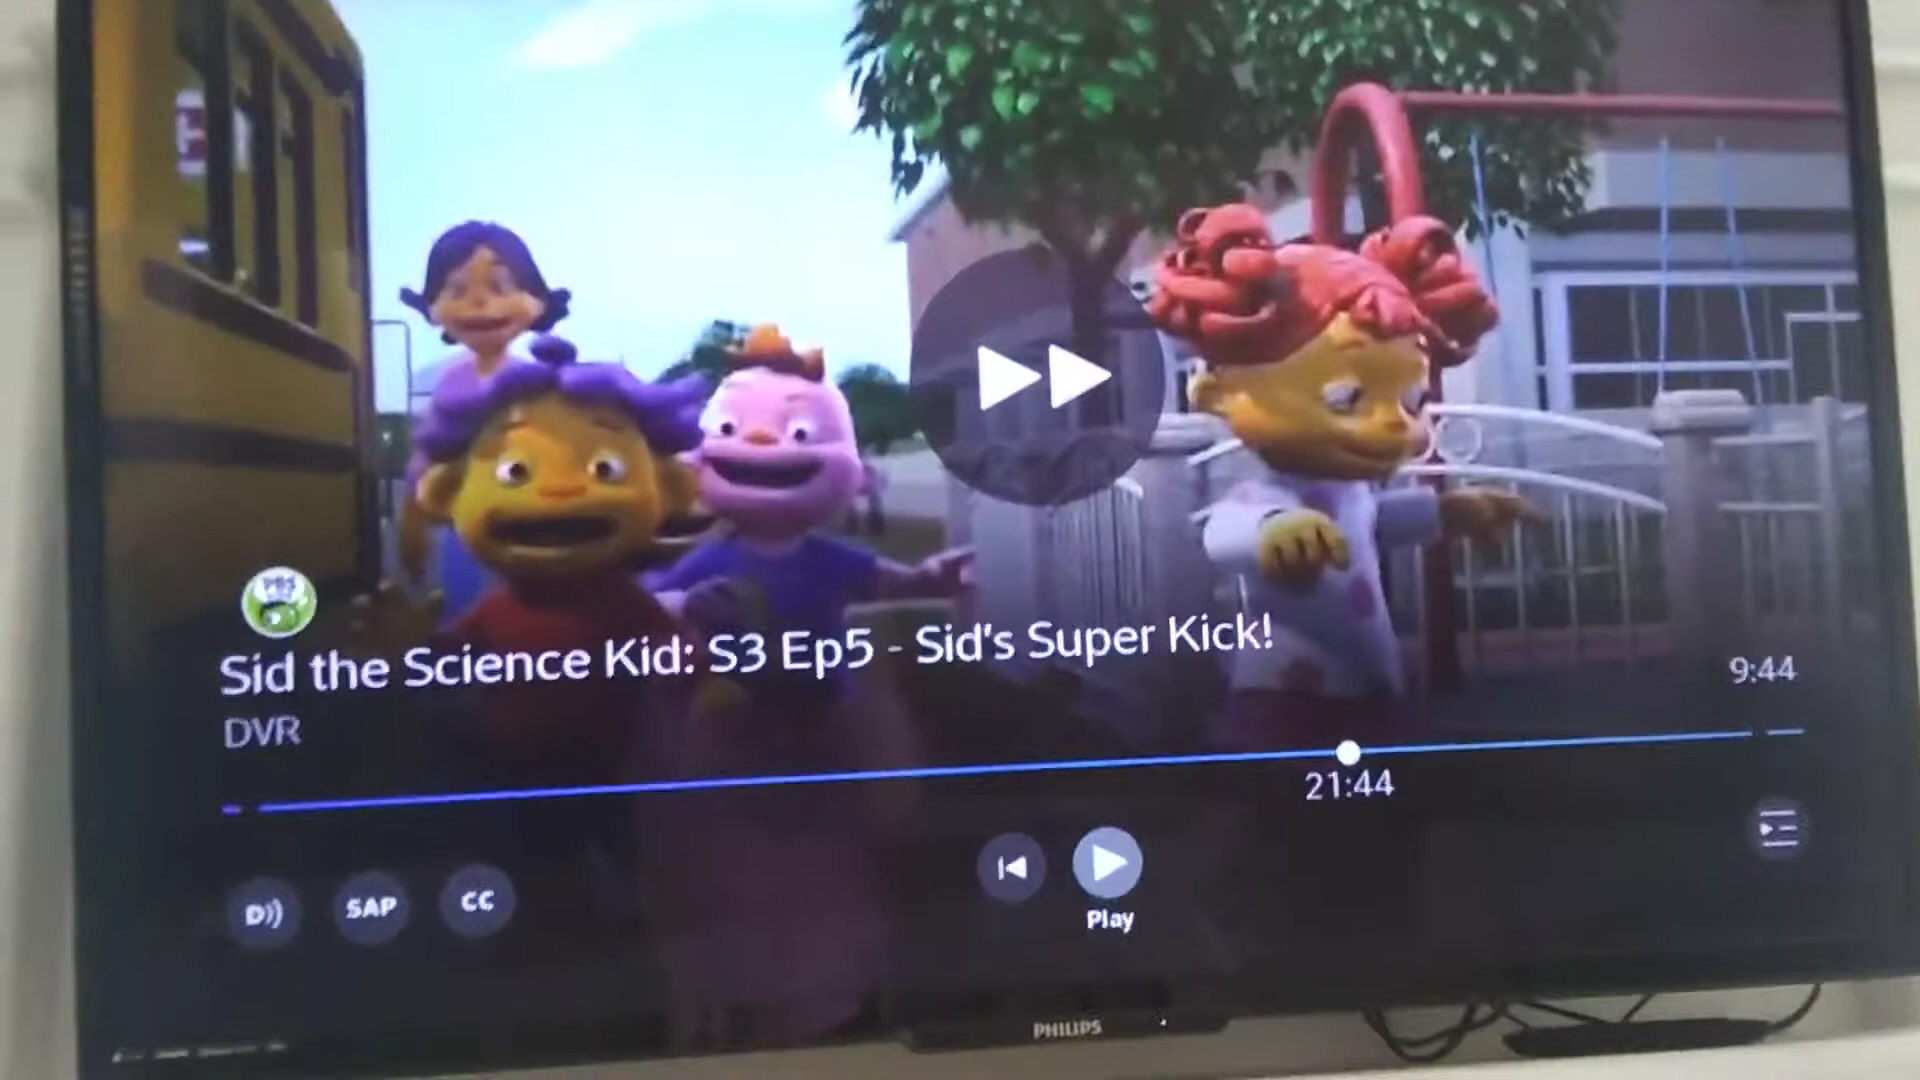 PBS
Sid the Science Kid: S3 Ep5 - Sid's Super Kick!
9:44
DVR
21:44
D))
SAP
CC
Play
PHILIPS